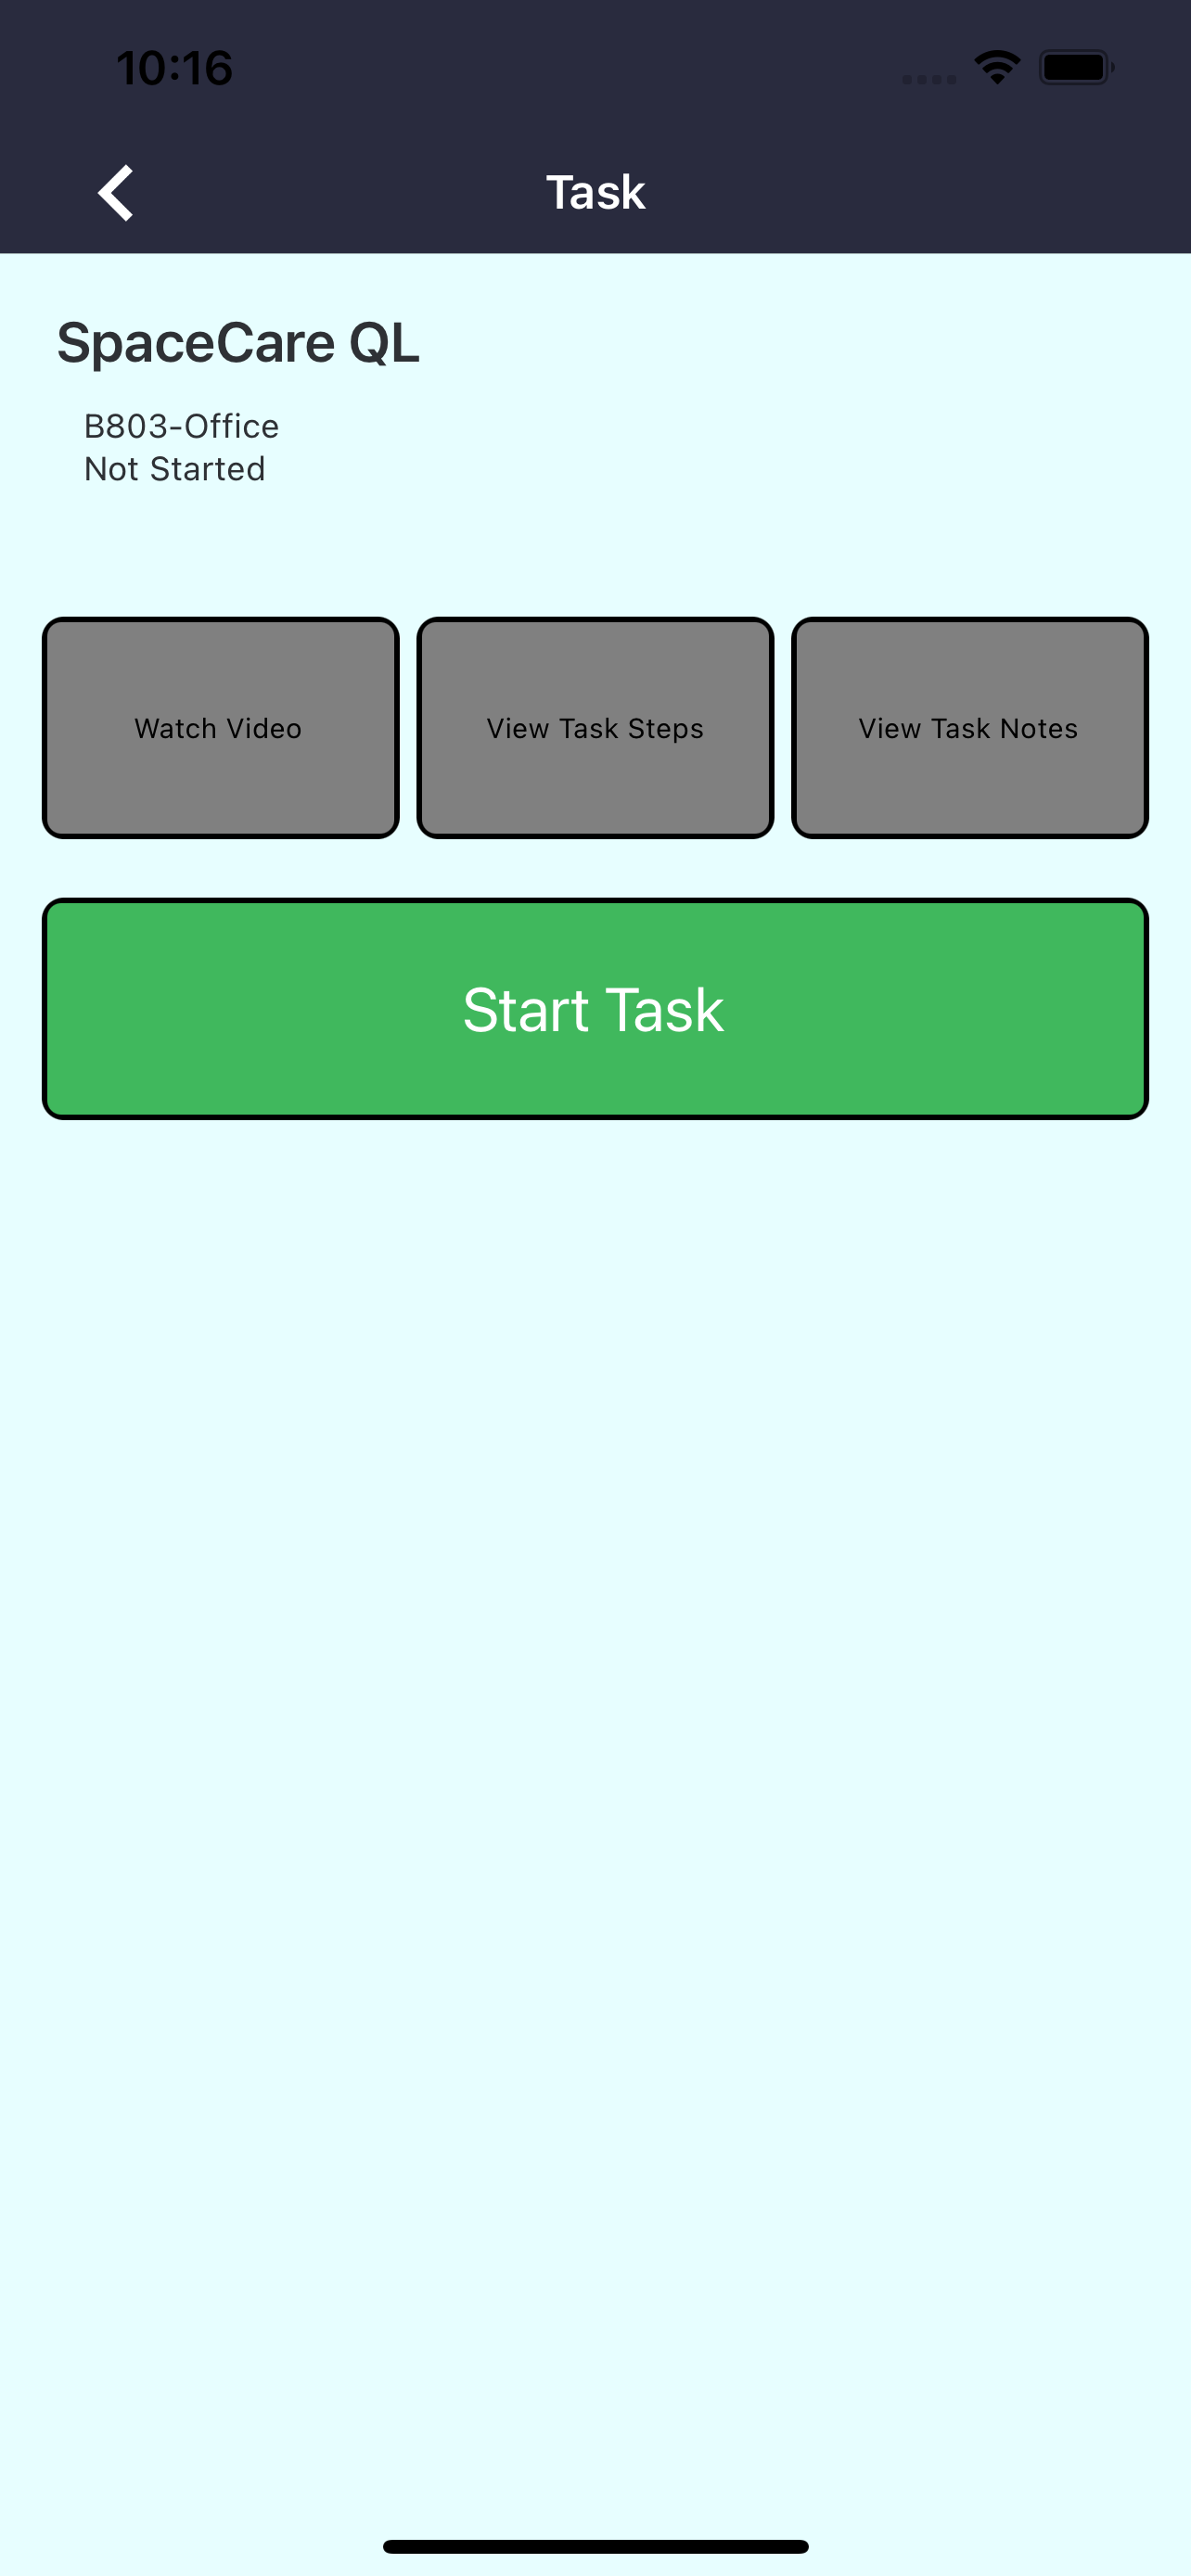 10:16
Task
SpaceCare QL
B803-Office
Not Started
Watch Video
View Task Steps
View Task Notes
Start Task